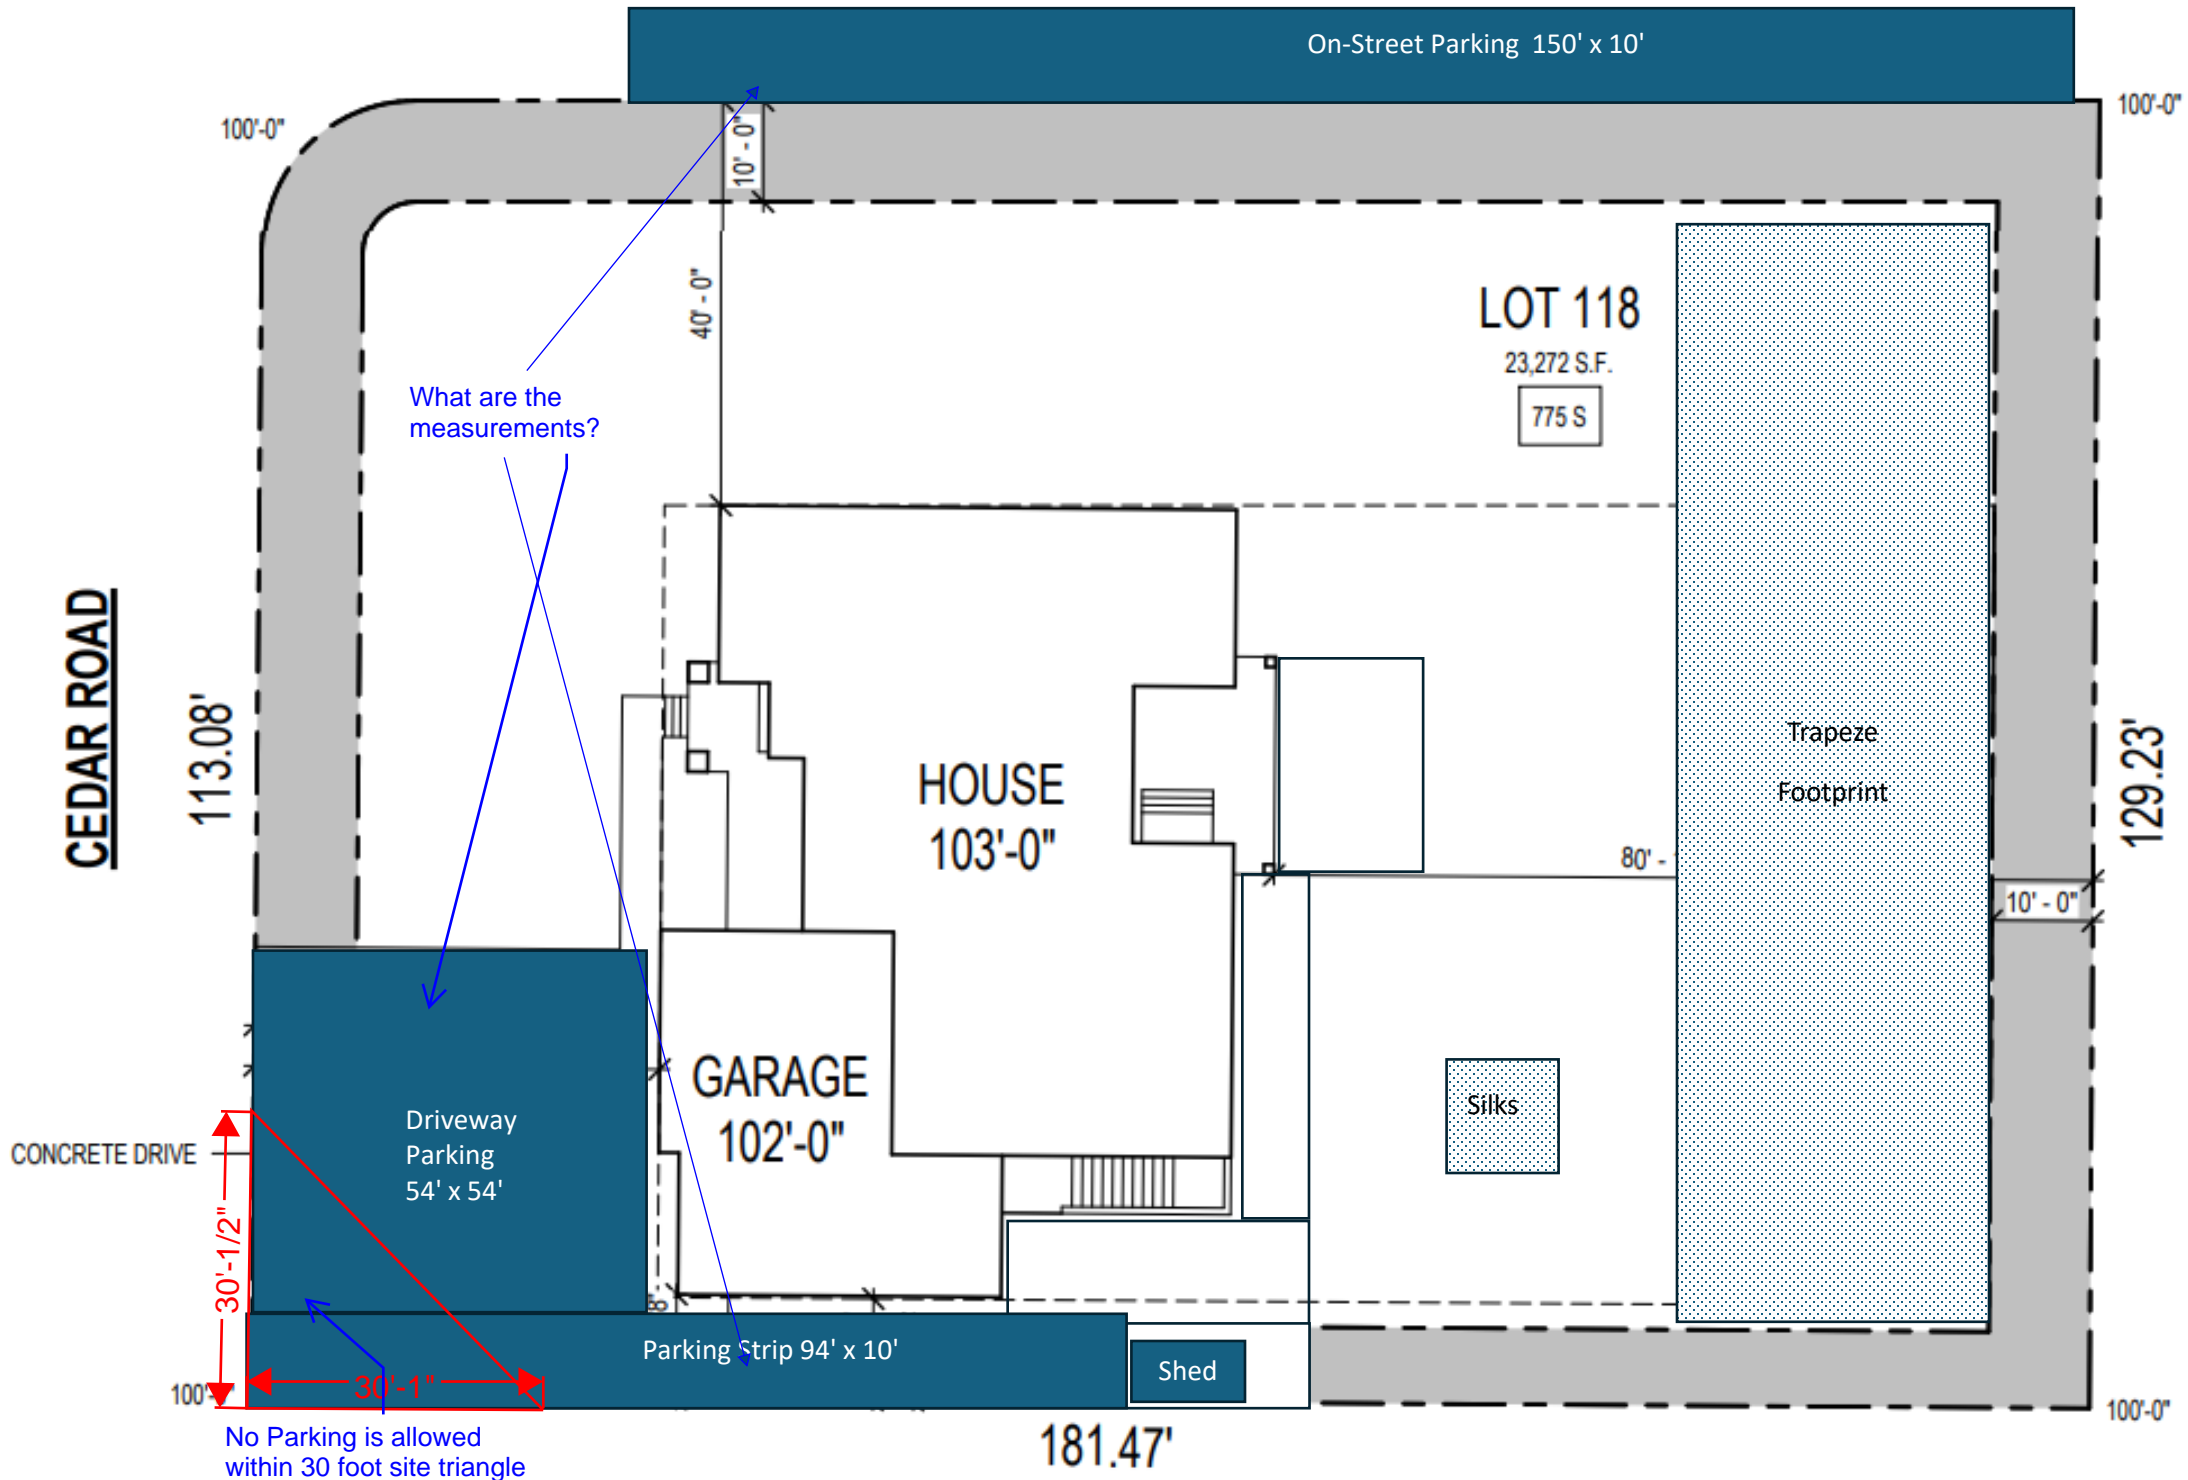 On-Street Parking 150' x 10'
100'-0"
100'-0"
10' - 0"
40' - 0"
LOT 118
23,272 S.F.
775 S
What are the
measurements?
CEDAR ROAD
113.08'
HOUSE
103'-0"
Trapeze
Footprint
129.23'
80' -
10' - 0"
GARAGE
102'-0"
Silks
Driveway
Parking
54' x 54'
CONCRETE DRIVE
30'-1/2"
Parking Strip 94' x 10'
Shed
30'-1"
100'-
100'-0"
No Parking is allowed
within 30 foot site triangle
181.47'